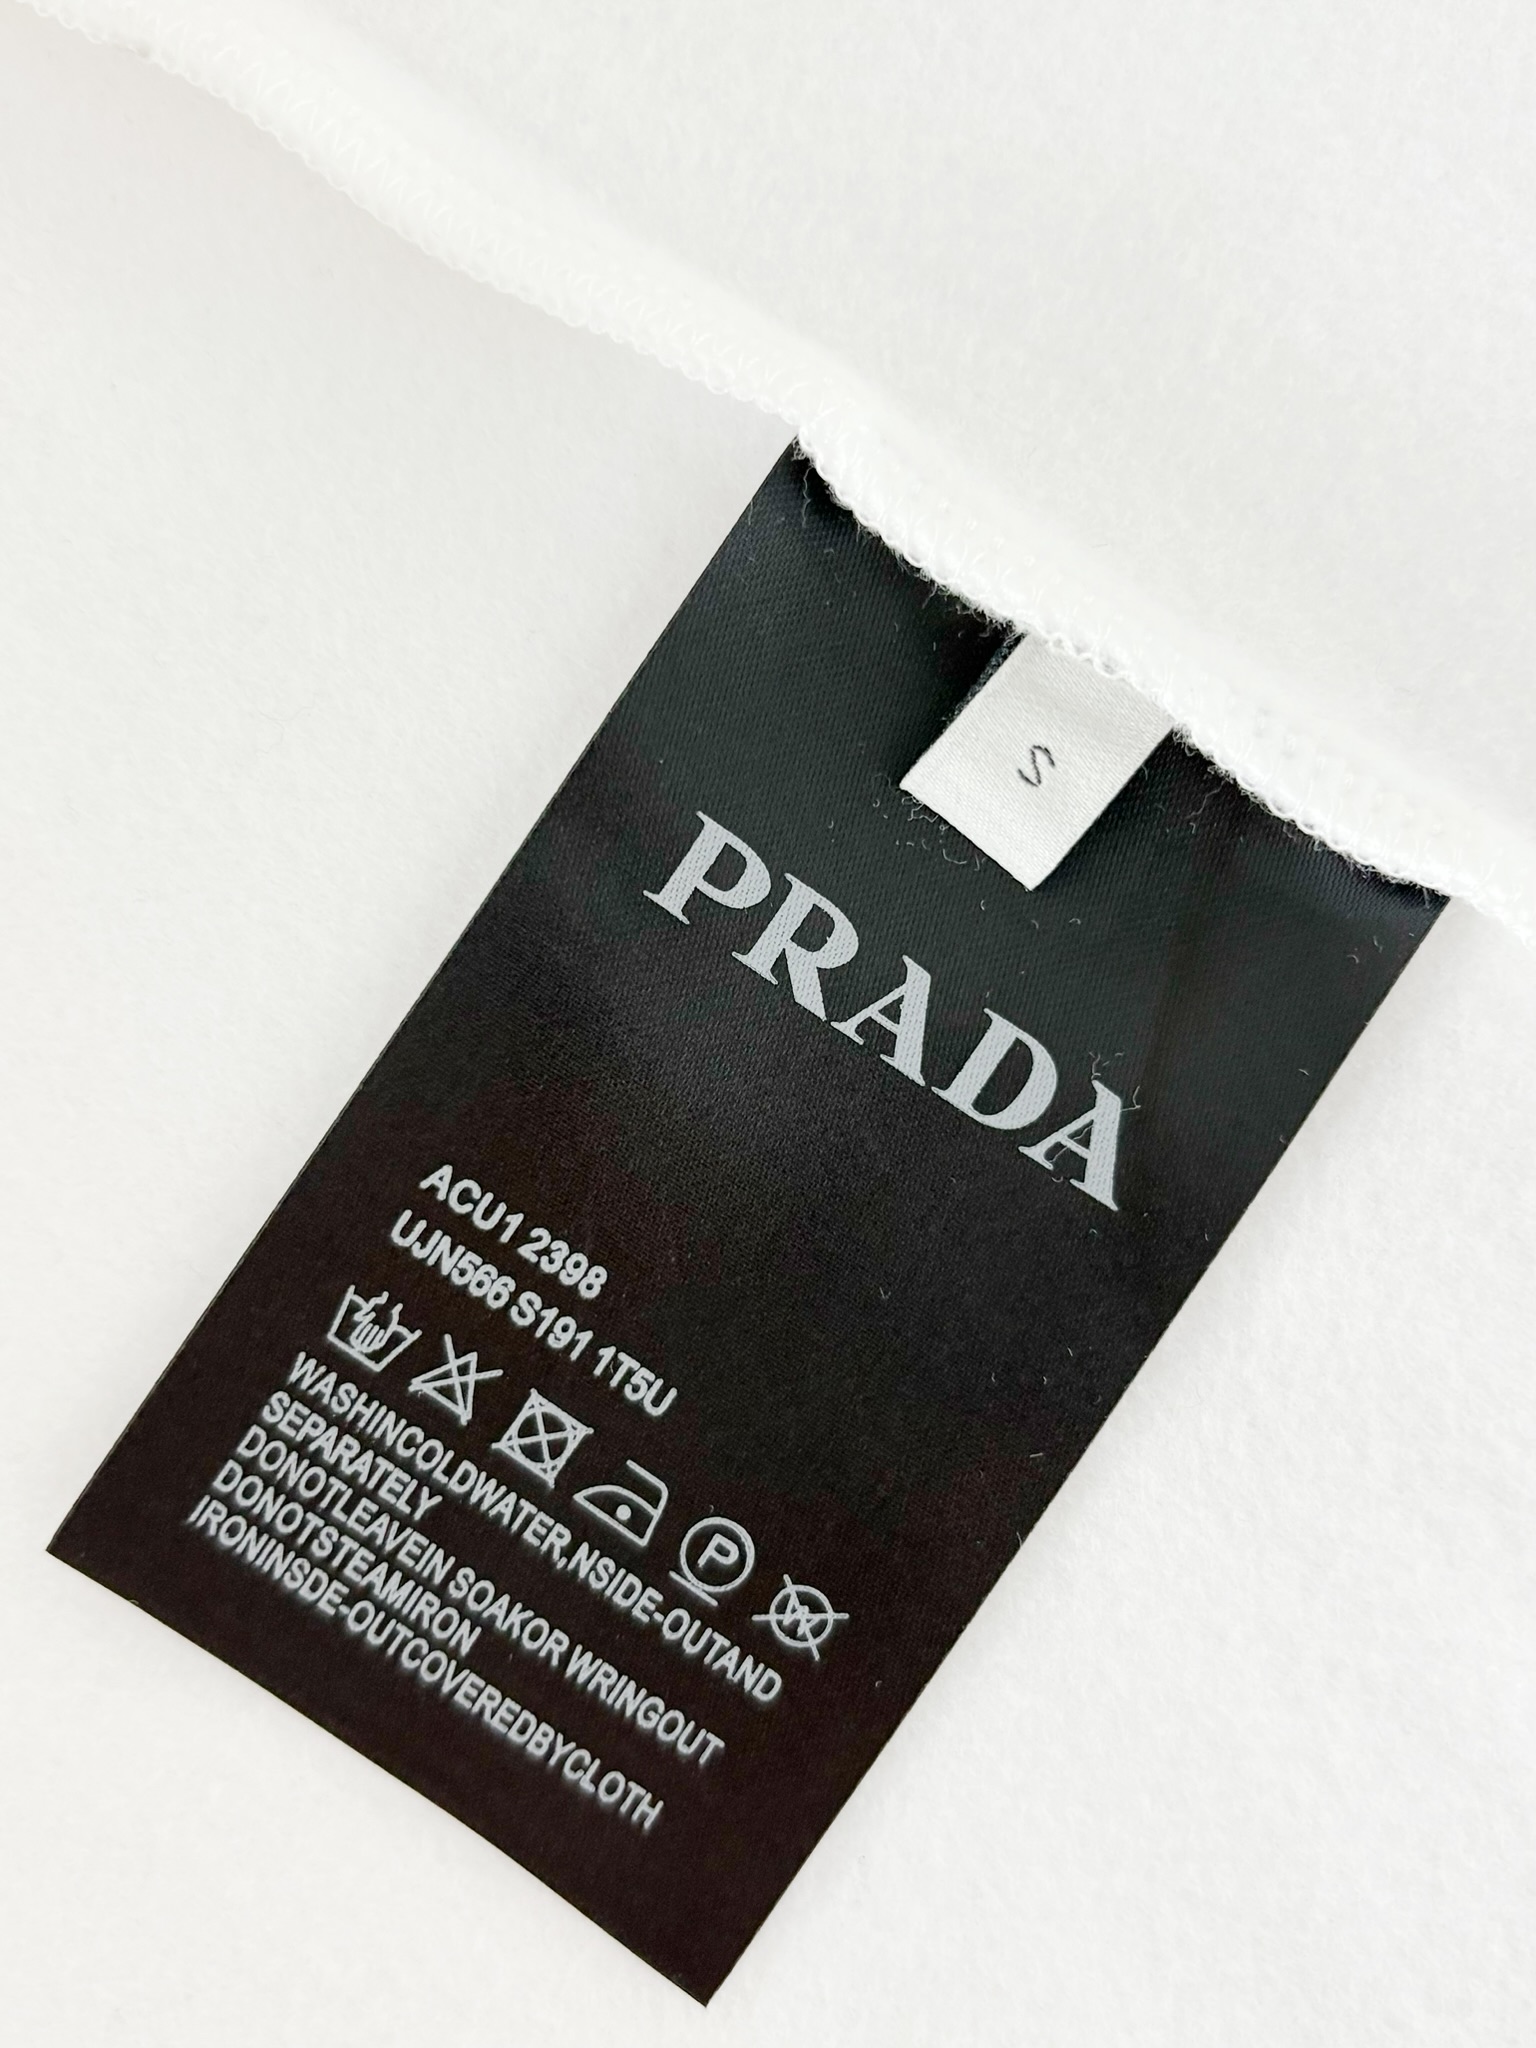 S
PRADA
ACU1 2398
UJN566 S191 1T5U
P
W
WASHINCOLDWATER,NSIDE-OUTAND
SEPARATELY
DONOTLEAVEIN SOAKOR WRINGOUT
DONOTSTEAMIRON
IRONINSDE-OUTCOVEREDBYCLOTH